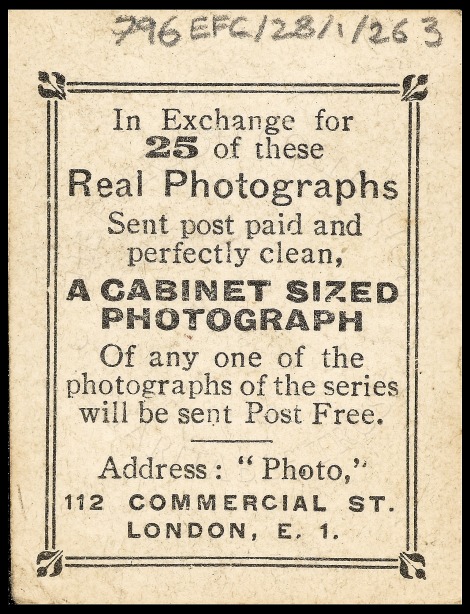 796 EFC/28/1/263
In Exchange for
25 of these
Real Photographs
Sent post paid and
perfectly clean,
A CABINET SIZED
PHOTOGRAPH
Of any one of the
photographs of the series
will be sent Post Free.
Address: "Photo,"
112 COMMERCIAL ST.
LONDON, E. 1.